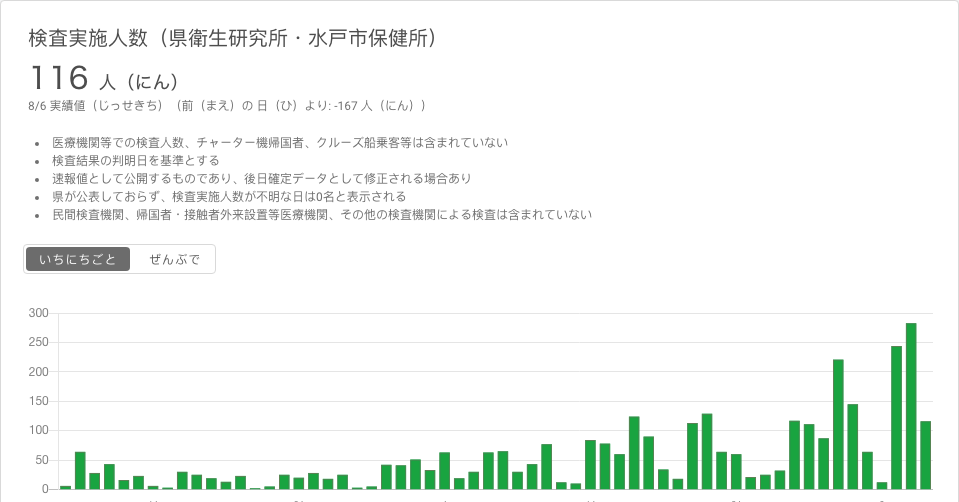 検査実施人数（県衛生研究所・水戸市保健所）
116 人（にん）
8/6 実績値（じっせきち）（前（まえ）の 日（ひ）より: -167 人（にん））
医療機関等での検査人数、チャーター機帰国者、クルーズ船乗客等は含まれていない
検査結果の判明日を基準とする
速報値として公開するものであり、後日確定データとして修正される場合あり
県が公表しておらず、検査実施人数が不明な日は0名と表示される
民間検査機関、帰国者・接触者外来設置等医療機関、その他の検査機関による検査は含まれていない
いちにちごと ぜんぶで
300
250
200
150
100
50
0